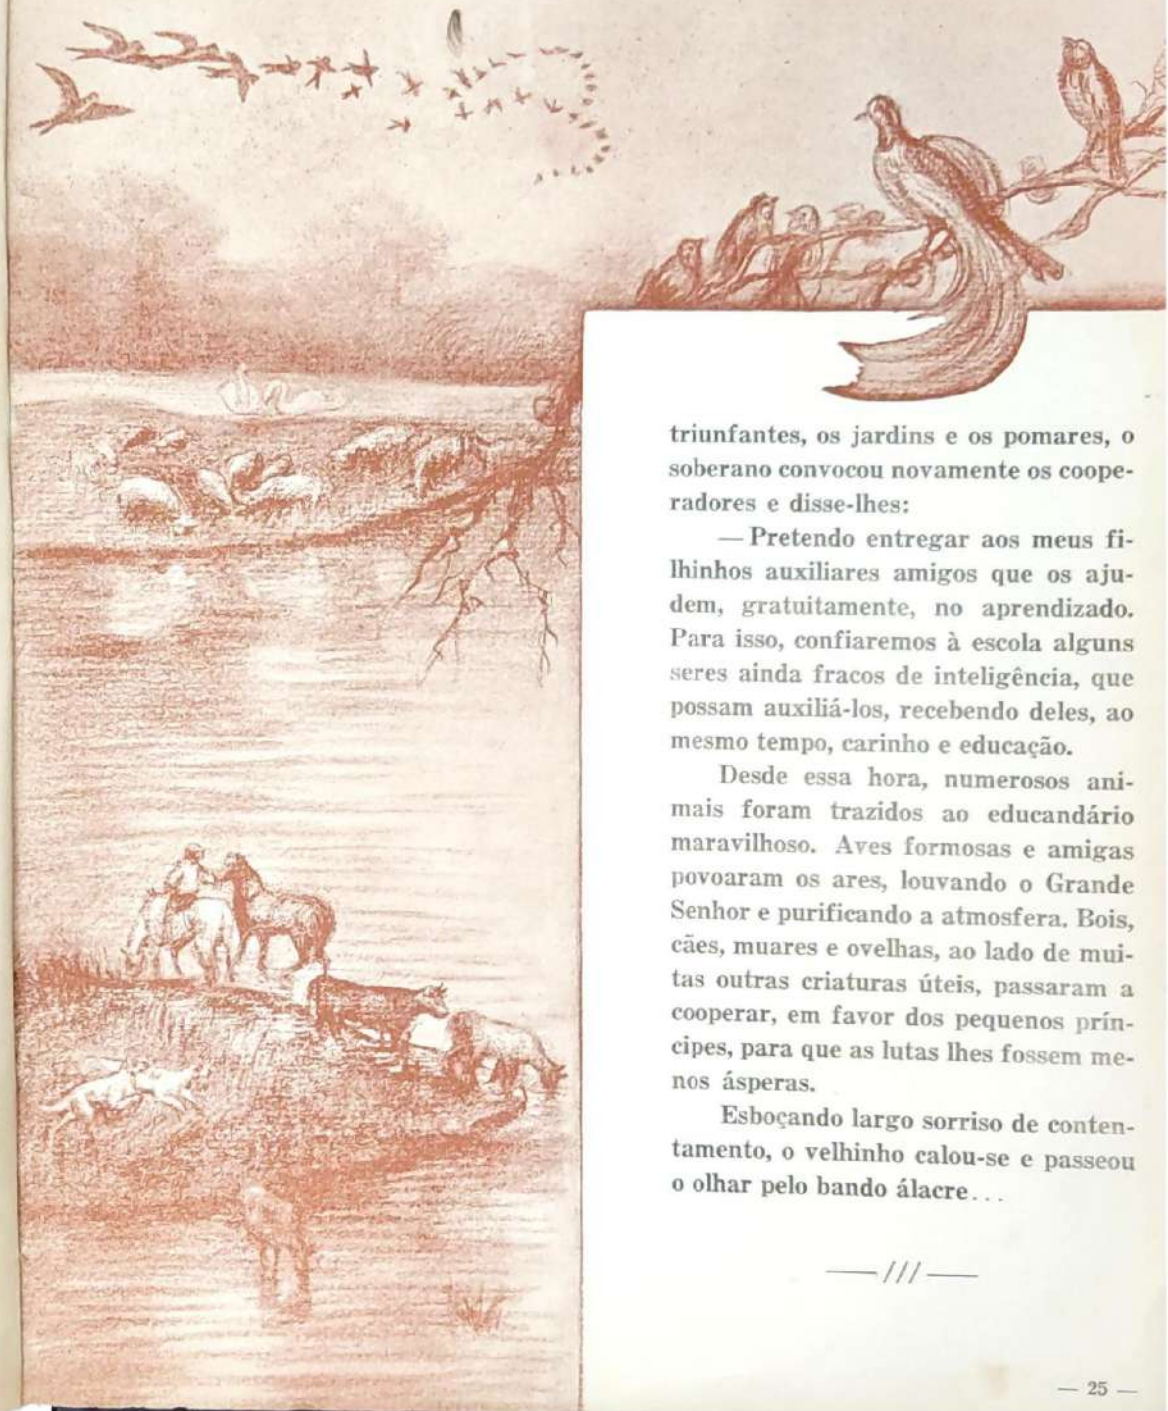 triunfantes, os jardins e os pomares, o
soberano convocou novamente os coope-
radores e disse-lhes:
— Pretendo entregar aos meus fi-
lhinhos auxiliares amigos que os aju-
dem, gratuitamente, no aprendizado.
Para isso, confiaremos à escola alguns
seres ainda fracos de inteligência, que
possam auxiliá-los, recebendo deles, ao
mesmo tempo, carinho e educação.
Desde essa hora, numerosos ani-
mais foram trazidos ao educandário
maravilhoso. Aves formosas e amigas
povoaram os ares, louvando o Grande
Senhor e purificando a atmosfera. Bois,
cães, muares e ovelhas, ao lado de mui-
tas outras criaturas úteis, passaram a
cooperar, em favor dos pequenos prín-
cipes, para que as lutas lhes fossem me-
nos ásperas.
Esboçando largo sorriso de conten-
tamento, o velhinho calou-se e passeou
o olhar pelo bando álacre...
— /// —
— 25 —